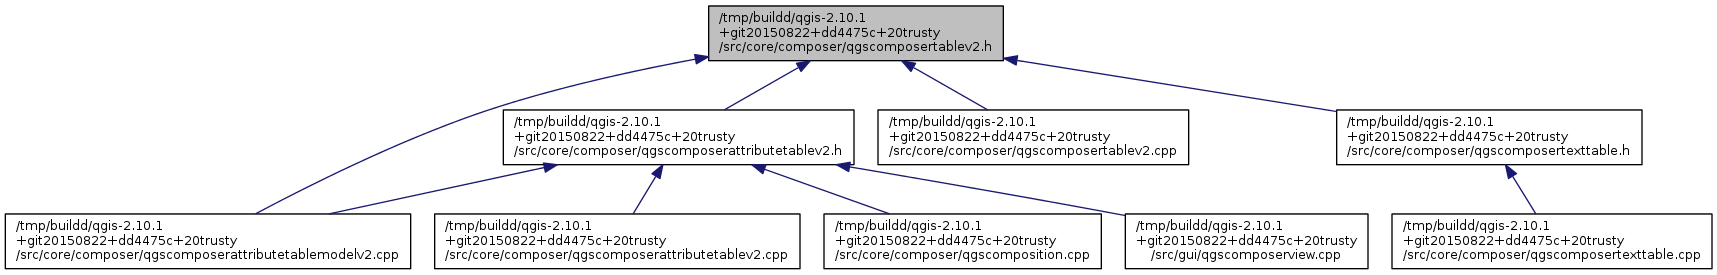 /tmp/buildd/qgis-2.10.1
+git20150822+dd4475c+20trusty
/src/core/composer/qgscomposertablev2.h
/tmp/buildd/qgis-2.10.1
+git20150822+dd4475c+20trusty
/src/core/composer/qgscomposerattributetablev2.h
/tmp/buildd/qgis-2.10.1
+git20150822+dd4475c+20trusty
/src/core/composer/qgscomposertablev2.cpp
/tmp/buildd/qgis-2.10.1
+git20150822+dd4475c+20trusty
/src/core/composer/qgscomposertexttable.h
/tmp/buildd/qgis-2.10.1
+git20150822+dd4475c+20trusty
/src/core/composer/qgscomposerattributetablemodelv2.cpp
/tmp/buildd/qgis-2.10.1
+git20150822+dd4475c+20trusty
/src/core/composer/qgscomposerattributetablev2.cpp
/tmp/buildd/qgis-2.10.1
+git20150822+dd4475c+20trusty
/src/core/composer/qgscomposition.cpp
/tmp/buildd/qgis-2.10.1
+git20150822+dd4475c+20trusty
/src/gui/qgscomposerview.cpp
/tmp/buildd/qgis-2.10.1
+git20150822+dd4475c+20trusty
/src/core/composer/qgscomposertexttable.cpp